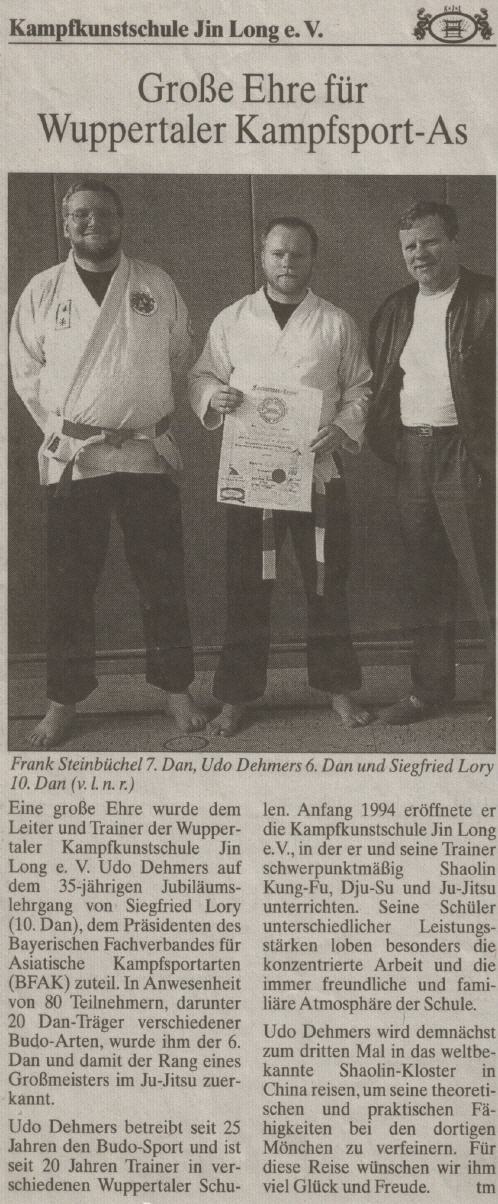 Kampfkunstschule Jin Long e. V.
Große Ehre für
Wuppertaler Kampfsport-As
Frank Steinbüchel 7. Dan, Udo Dehmers 6. Dan und Siegfried Lory
10. Dan (v. l. n. r.)
Eine große Ehre wurde dem
Leiter und Trainer der Wupper-
taler Kampfkunstschule Jin
Long e. V. Udo Dehmers auf
dem 35-jährigen Jubiläums-
lehrgang von Siegfried Lory
(10. Dan), dem Präsidenten des
Bayerischen Fachverbandes für
Asiatische Kampfsportarten
(BFAK) zuteil. In Anwesenheit
von 80 Teilnehmern, darunter
20 Dan-Träger verschiedener
Budo-Arten, wurde ihm der 6.
Dan und damit der Rang eines
Großmeisters im Ju-Jitsu zuer-
kannt.
Udo Dehmers betreibt seit 25
Jahren den Budo-Sport und ist
seit 20 Jahren Trainer in ver-
schiedenen Wuppertaler Schu-
len. Anfang 1994 eröffnete er
die Kampfkunstschule Jin Long
e.V., in der er und seine Trainer
schwerpunktmäßig Shaolin
Kung-Fu, Dju-Su und Ju-Jitsu
unterrichten. Seine Schüler
unterschiedlicher Leistungs-
stärken loben besonders die
konzentrierte Arbeit und die
immer freundliche und fami-
liäre Atmosphäre der Schule.
Udo Dehmers wird demnächst
zum dritten Mal in das weltbe-
kannte Shaolin-Kloster in
China reisen, um seine theoreti-
schen und praktischen Fä-
higkeiten bei den dortigen
Mönchen zu verfeinern. Für
diese Reise wünschen wir ihm
viel Glück und Freude. tm